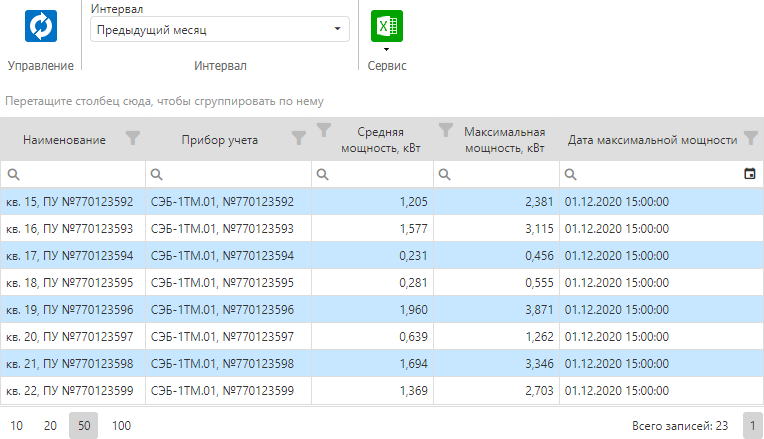 Интервал
Предыдущий месяц
Управление
Интервал
Сервис
Перетащите столбец сюда, чтобы сгруппировать по нему
Наименование Прибор учета Средняя мощность, кВт Максимальная мощность, кВт Дата максимальной мощности
кв. 15, ПУ №770123592 СЭБ-1ТМ.01, №770123592 1,205 2,381 01.12.2020 15:00:00
кв. 16, ПУ №770123593 СЭБ-1ТМ.01, №770123593 1,577 3,115 01.12.2020 15:00:00
кв. 17, ПУ №770123594 СЭБ-1ТМ.01, №770123594 0,231 0,456 01.12.2020 15:00:00
кв. 18, ПУ №770123595 СЭБ-1ТМ.01, №770123595 0,281 0,555 01.12.2020 15:00:00
кв. 19, ПУ №770123596 СЭБ-1ТМ.01, №770123596 1,960 3,871 01.12.2020 15:00:00
кв. 20, ПУ №770123597 СЭБ-1ТМ.01, №770123597 0,639 1,262 01.12.2020 15:00:00
кв. 21, ПУ №770123598 СЭБ-1ТМ.01, №770123598 1,694 3,346 01.12.2020 15:00:00
кв. 22, ПУ №770123599 СЭБ-1ТМ.01, №770123599 1,369 2,703 01.12.2020 15:00:00
10 20 50 100 Всего записей: 23 1